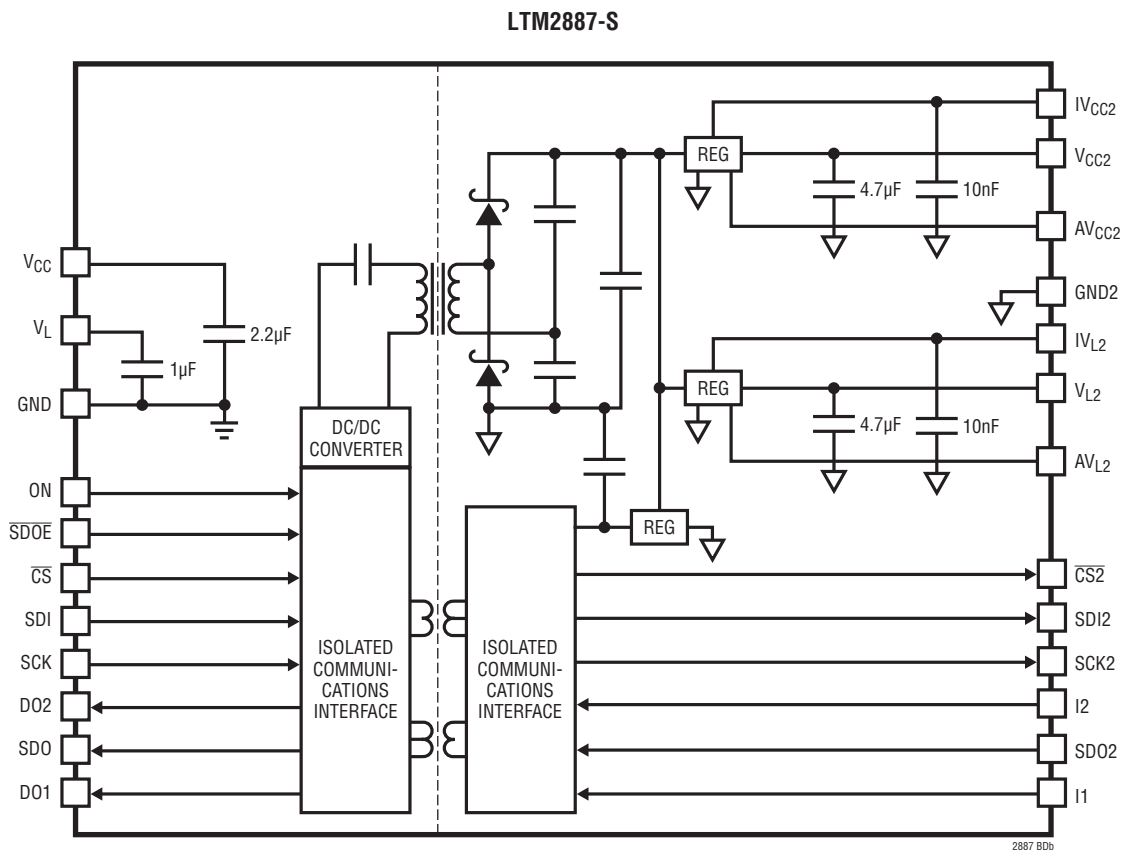 LTM2887-S
VCC
VL
GND
2.2µF
1µF
DC/DC
CONVERTER
ON
SDOE
CS
SDI
SCK
DO2
SDO
DO1
ISOLATED
COMMUNI-
CATIONS
INTERFACE
ISOLATED
COMMUNI-
CATIONS
INTERFACE
REG
4.7µF
10nF
REG
4.7µF
10nF
REG
IVCC2
VCC2
AVCC2
GND2
IVL2
VL2
AVL2
CS2
SDI2
SCK2
I2
SDO2
I1
2887 BDb